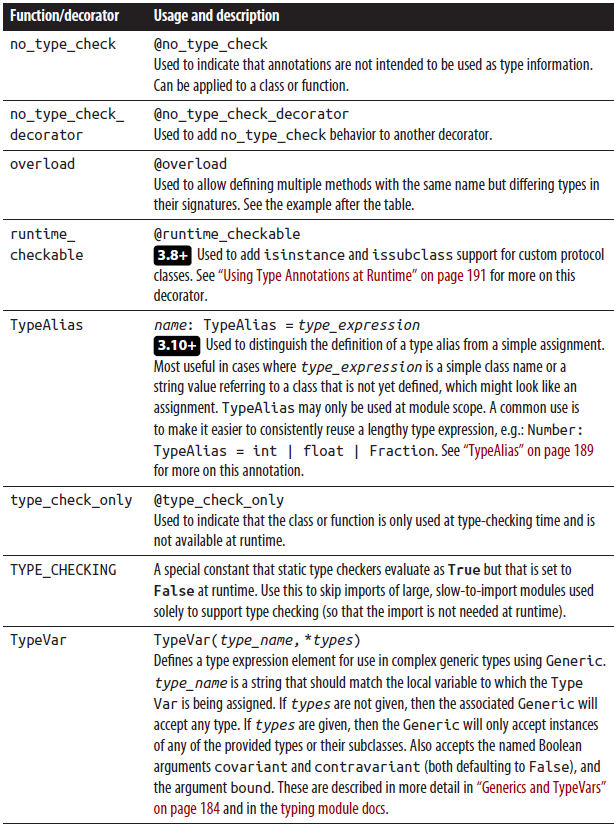 Function/decorator Usage and description
no_type_check @no_type_check
Used to indicate that annotations are not intended to be used as type information.
Can be applied to a class or function.
no_type_check_ @no_type_check_decorator
decorator Used to add no_type_check behavior to another decorator.
overload @overload
Used to allow defining multiple methods with the same name but differing types in
their signatures. See the example after the table.
runtime_ @runtime_checkable
checkable 3.8+ Used to add isinstance and issubclass support for custom protocol
classes. See “Using Type Annotations at Runtime” on page 191 for more on this
decorator.
TypeAlias name: TypeAlias = type_expression
3.10+ Used to distinguish the definition of a type alias from a simple assignment.
Most useful in cases where type_expression is a simple class name or a
string value referring to a class that is not yet defined, which might look like an
assignment. TypeAlias may only be used at module scope. A common use is
to make it easier to consistently reuse a lengthy type expression, e.g.: Number:
TypeAlias = int | float | Fraction. See “TypeAlias” on page 189
for more on this annotation.
type_check_only @type_check_only
Used to indicate that the class or function is only used at type-checking time and is
not available at runtime.
TYPE_CHECKING A special constant that static type checkers evaluate as True but that is set to
False at runtime. Use this to skip imports of large, slow-to-import modules used
solely to support type checking (so that the import is not needed at runtime).
TypeVar TypeVar(type_name, *types)
Defines a type expression element for use in complex generic types using Generic.
type_name is a string that should match the local variable to which the Type
Var is being assigned. If types are not given, then the associated Generic will
accept any type. If types are given, then the Generic will only accept instances
of any of the provided types or their subclasses. Also accepts the named Boolean
arguments covariant and contravariant (both defaulting to False), and
the argument bound. These are described in more detail in “Generics and TypeVars”
on page 184 and in the typing module docs.